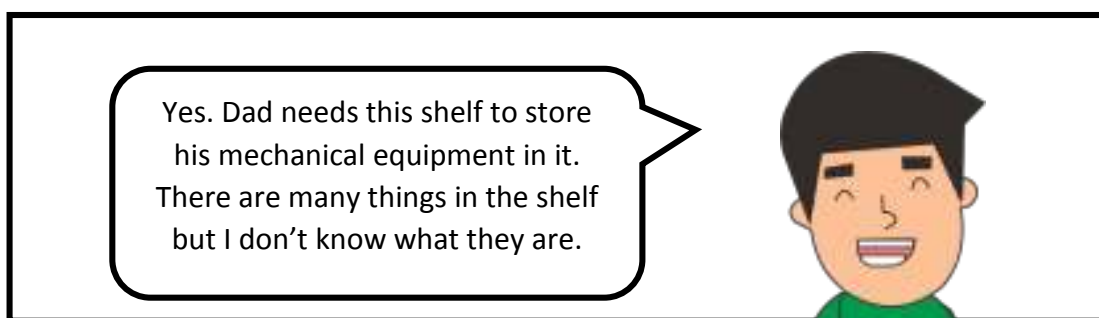 Yes. Dad needs this shelf to store
his mechanical equipment in it.
There are many things in the shelf
but I don’t know what they are.